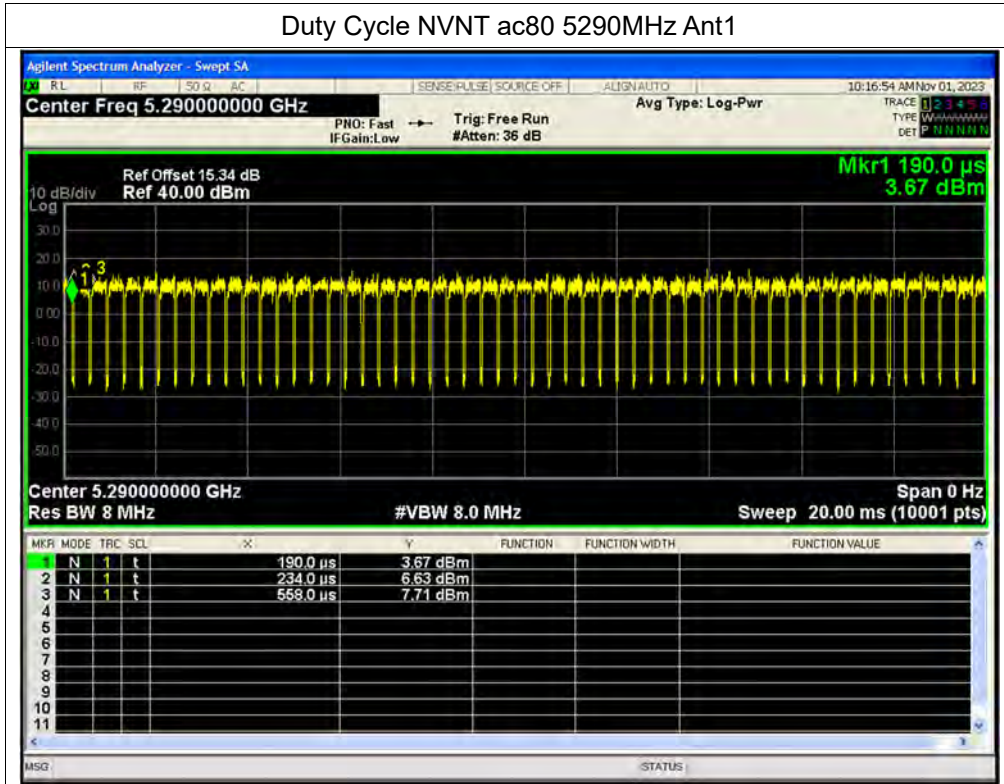 Duty Cycle NVNT ac80 5290MHz Ant1
Agilent Spectrum Analyzer - Swept SA
LXI RL RF 50 Ω AC SENSE:PULSE SOURCE OFF ALIGNAUTO 10:16:54 AM Nov 01, 2023
Center Freq 5.290000000 GHz Avg Type: Log-Pwr TRACE 1 2 3 4 5 6
PNO: Fast Trig: Free Run TYPE W
IFGain:Low #Atten: 36 dB DET P N N N N N
Mkr1 190.0 µs
Ref Offset 15.34 dB
10 dB/div Ref 40.00 dBm 3.67 dBm
Log
30.0
20.0
1 3
10.0
0.00
-10.0
-20.0
-30.0
-40.0
-50.0
Center 5.290000000 GHz Span 0 Hz
Res BW 8 MHz #VBW 8.0 MHz Sweep 20.00 ms (10001 pts)
MKR MODE TRC SCL X Y FUNCTION FUNCTION WIDTH FUNCTION VALUE
1 N 1 t 190.0 µs 3.67 dBm
2 N 1 t 234.0 µs 6.63 dBm
3 N 1 t 558.0 µs 7.71 dBm
4
5
6
7
8
9
10
11
MSG STATUS